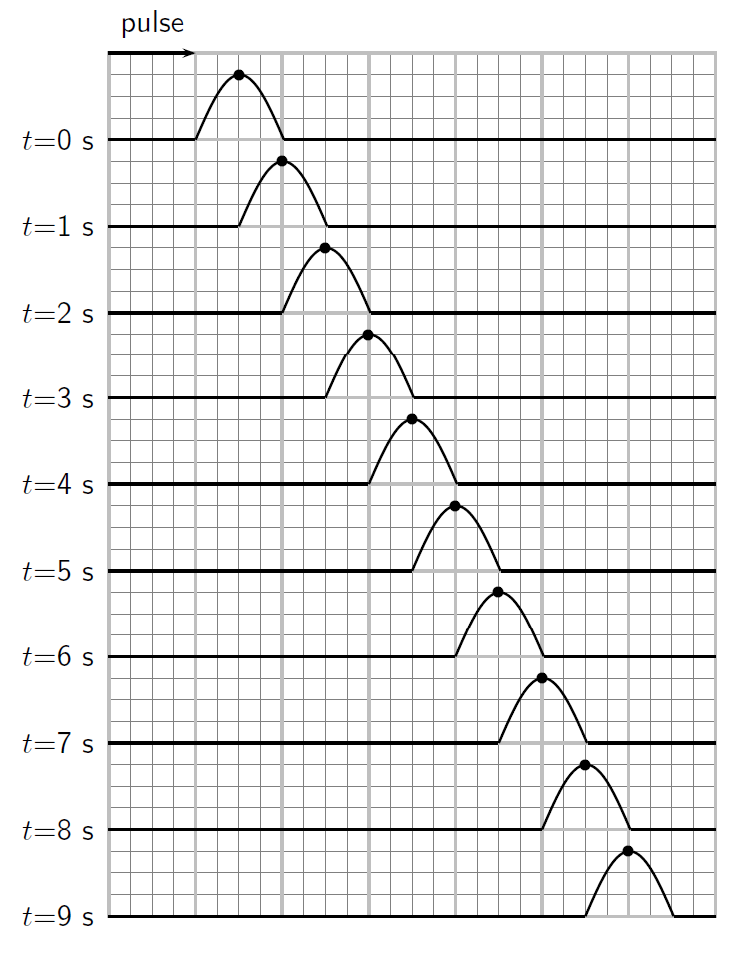 pulse
t=0 s
t=1 s
t=2 s
t=3 s
t=4 s
t=5 s
t=6 s
t=7 s
t=8 s
t=9 s